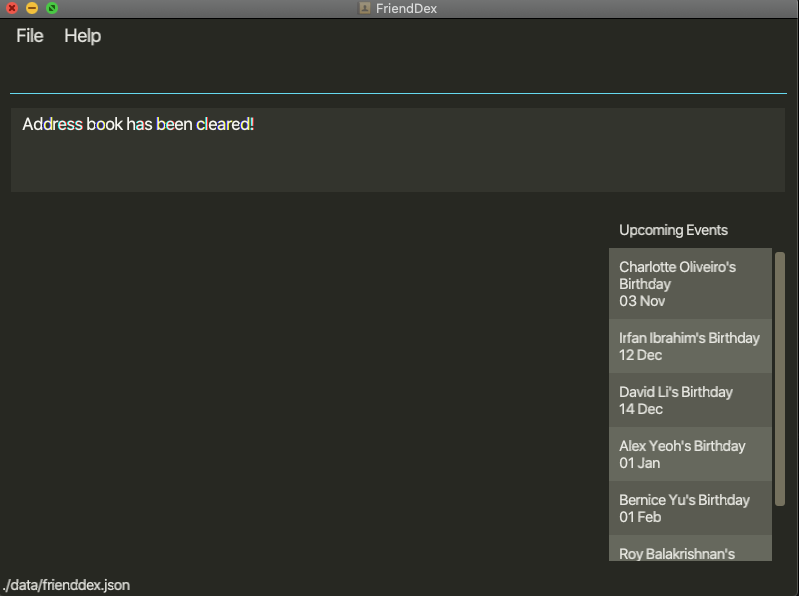 FriendDex
File Help
Address book has been cleared!
Upcoming Events
Charlotte Oliveiro's
Birthday
03 Nov
Irfan Ibrahim's Birthday
12 Dec
David Li's Birthday
14 Dec
Alex Yeoh's Birthday
01 Jan
Bernice Yu's Birthday
01 Feb
Roy Balakrishnan's
./data/frienddex.json